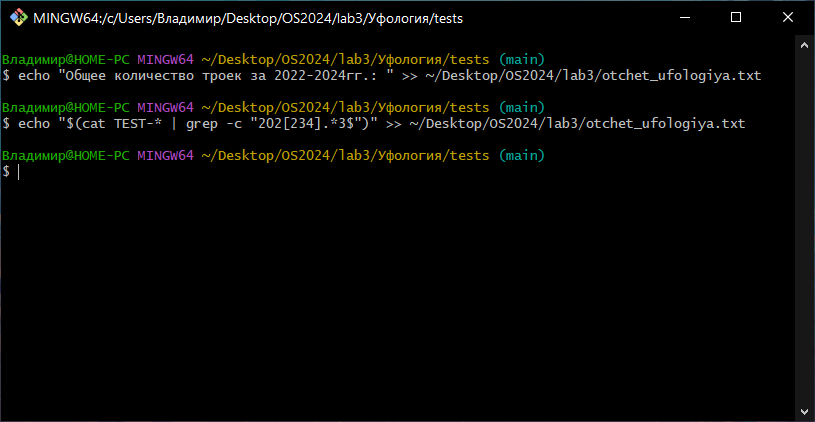 MINGW64:/c/Users/Владимир/Desktop/OS2024/lab3/Уфология/tests
Владимир@HOME-PC MINGW64 ~/Desktop/OS2024/lab3/Уфология/tests (main)
$ echo "Общее количество троек за 2022-2024гг.: " >> ~/Desktop/OS2024/lab3/otchet_ufologiya.txt
Владимир@HOME-PC MINGW64 ~/Desktop/OS2024/lab3/Уфология/tests (main)
$ echo "$(cat TEST-* | grep -c "202[234].*3$")" >> ~/Desktop/OS2024/lab3/otchet_ufologiya.txt
Владимир@HOME-PC MINGW64 ~/Desktop/OS2024/lab3/Уфология/tests (main)
$